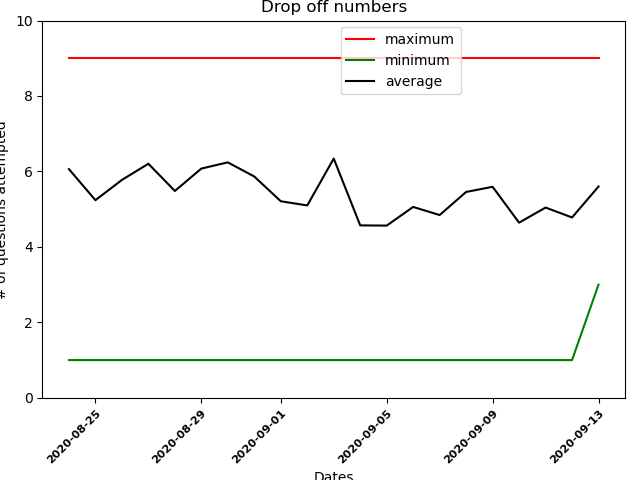 Drop off numbers
maximum
minimum
average
# of questions attempted
10
8
6
4
2
0
2020-08-25
2020-08-29
2020-09-01
2020-09-05
2020-09-09
2020-09-13
Dates